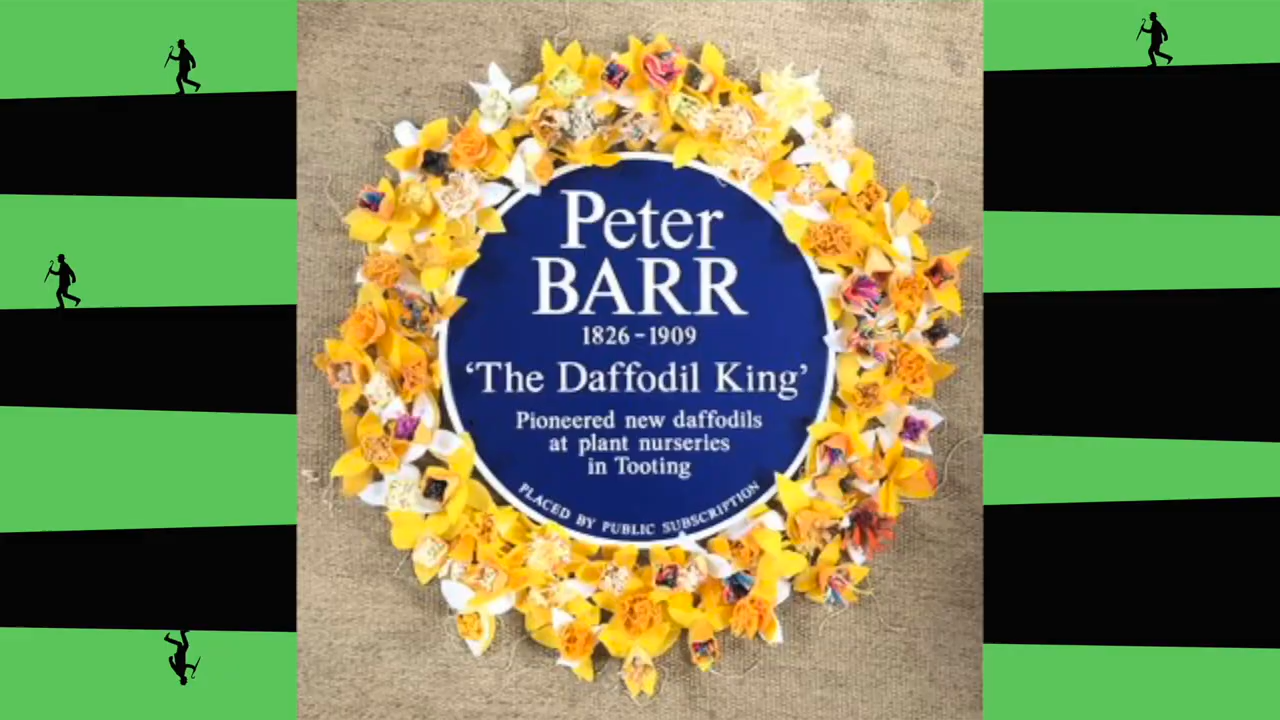 Peter
BARR
1826–1909
‘The Daffodil King’
Pioneered new daffodils
at plant nurseries
in Tooting
PLACED BY PUBLIC SUBSCRIPTION